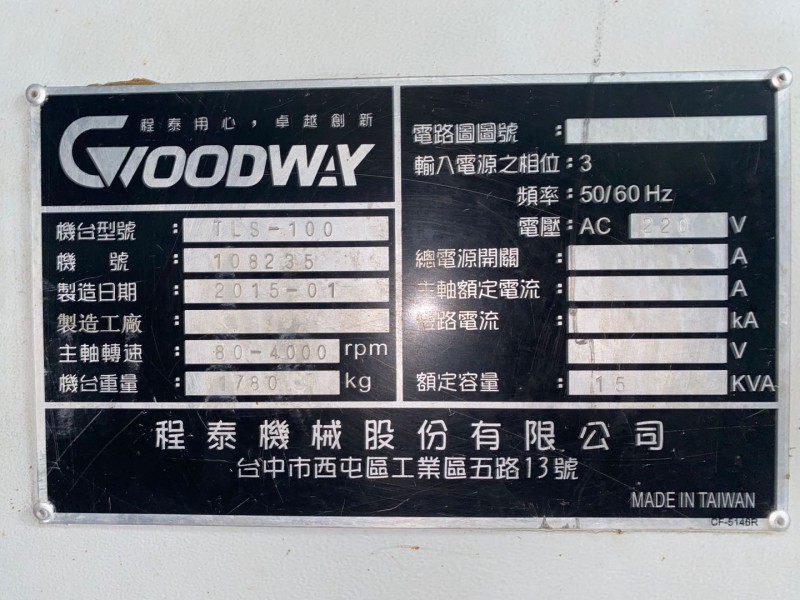 程泰用心，卓越創新
GOODWAY
機台型號：TLS-100
機號：108235
製造日期：2015-01
製造工廠：
主軸轉速：80-4000 rpm
機台重量：1780 kg
電路圖圖號：
輸入電源之相位：3
頻率：50/60 Hz
電壓：AC 220 V
總電源開關：A
主軸額定電流：A
短路電流：kA
V
額定容量：15 KVA
程泰機械股份有限公司
台中市西屯區工業區五路13號
MADE IN TAIWAN
CF-5146R